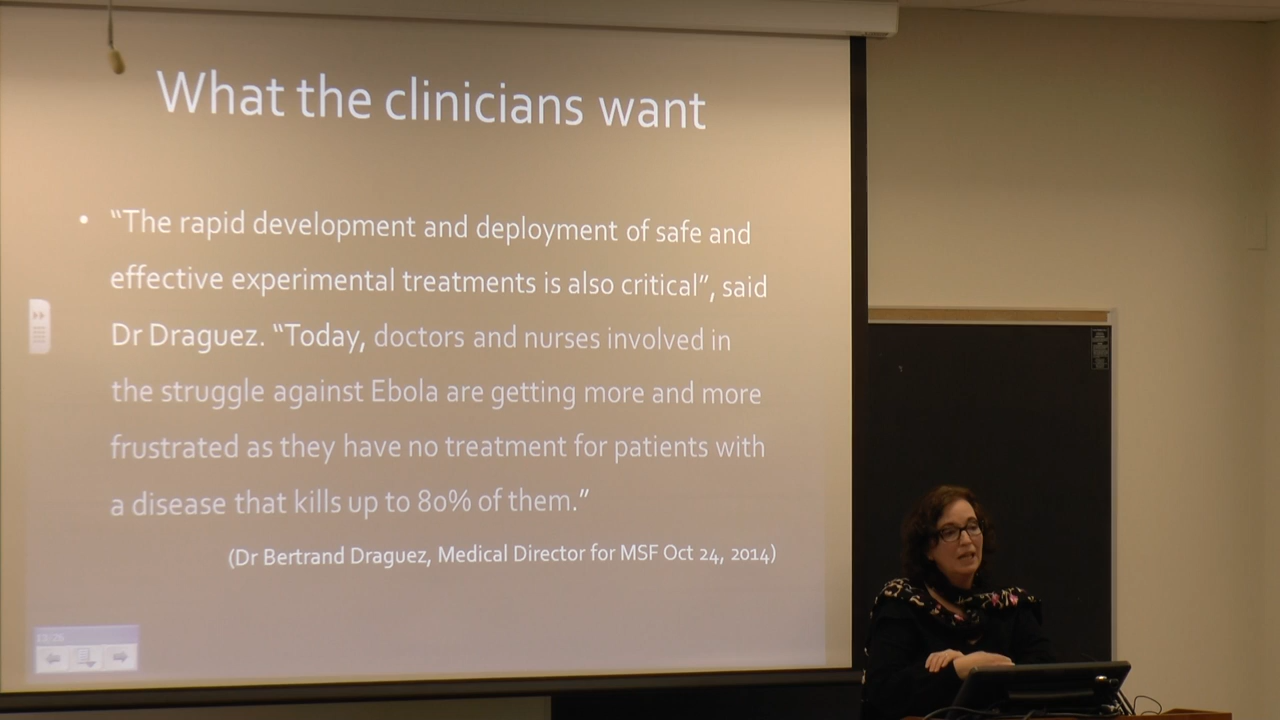 What the clinicians want
• “The rapid development and deployment of safe and
effective experimental treatments is also critical”, said
Dr Draguez. “Today, doctors and nurses involved in
the struggle against Ebola are getting more and more
frustrated as they have no treatment for patients with
a disease that kills up to 80% of them.”
(Dr Bertrand Draguez, Medical Director for MSF Oct 24, 2014)